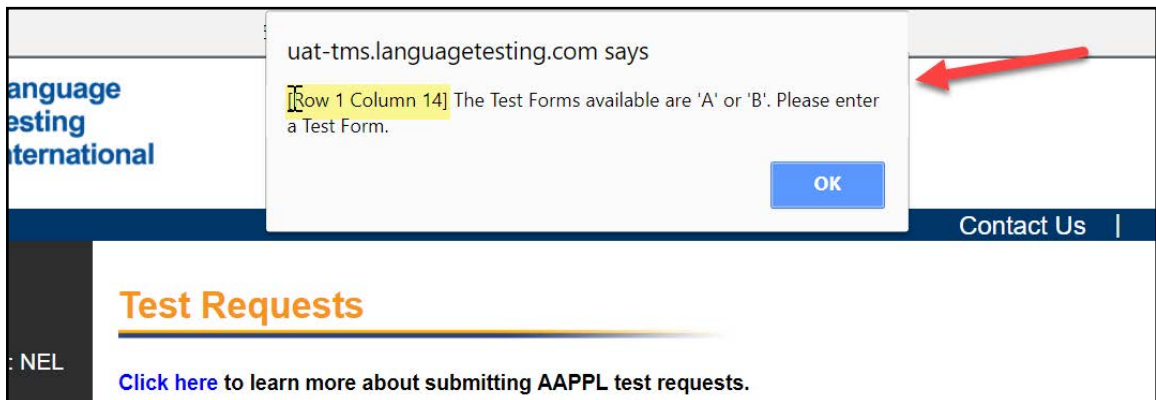 uat-tms.languagetesting.com says
[Row 1 Column 14] The Test Forms available are 'A' or 'B'. Please enter
a Test Form.
OK
anguage
esting
nternational
Contact Us |
Test Requests
: NEL
Click here to learn more about submitting AAPPL test requests.